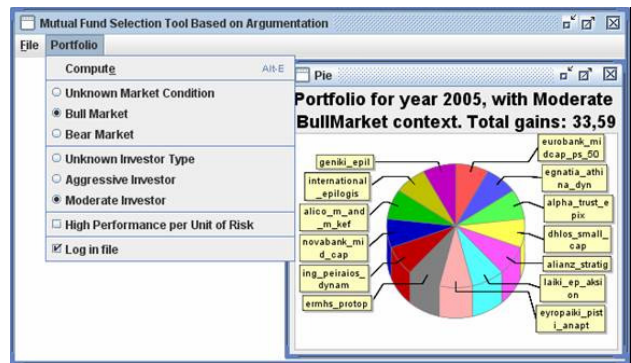 Mutual Fund Selection Tool Based on Argumentation
File Portfolio
Compute Alt-E
Unknown Market Condition
Bull Market
Bear Market
Unknown Investor Type
Aggressive Investor
Moderate Investor
High Performance per Unit of Risk
Log in file
Pie
Portfolio for year 2005, with Moderate
BullMarket context. Total gains: 33,59
geniki_epil
international
_epilogis
alico_m_and
_m_kef
novabank_mi
d_cap
ing_peiraios_
dynam
ermhs_protop
eurobank_mi
dcap_ps_50
egnatia_athi
na_dyn
alpha_trust_e
pix
dhlos_small_
cap
alianz_stratig
laiki_ep_aksi
on
eyropaiki_pist
i_anapt